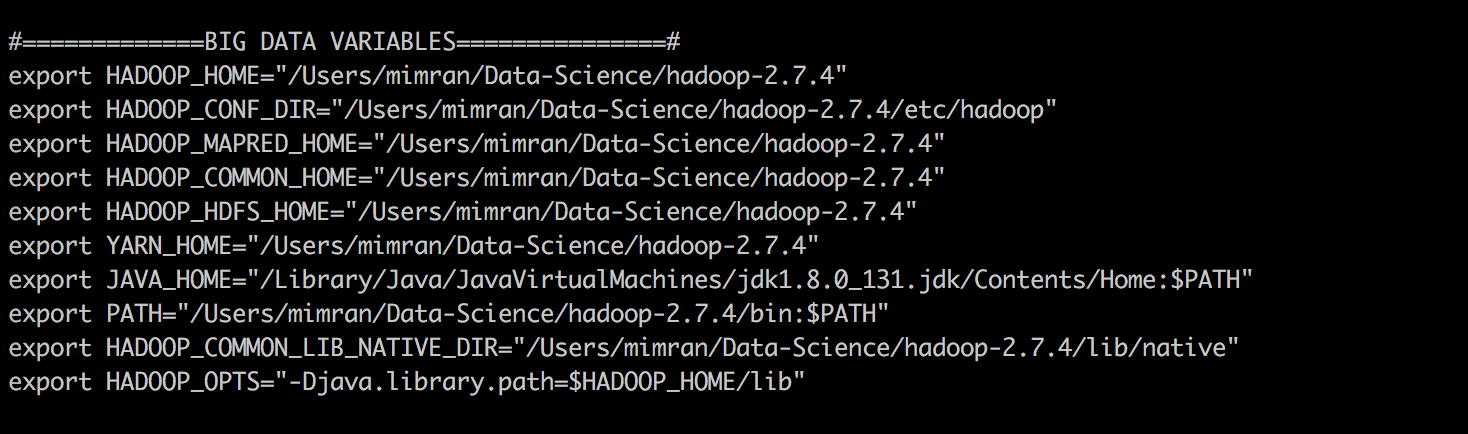 #=============BIG DATA VARIABLES===============#
export HADOOP_HOME="/Users/mimran/Data-Science/hadoop-2.7.4"
export HADOOP_CONF_DIR="/Users/mimran/Data-Science/hadoop-2.7.4/etc/hadoop"
export HADOOP_MAPRED_HOME="/Users/mimran/Data-Science/hadoop-2.7.4"
export HADOOP_COMMON_HOME="/Users/mimran/Data-Science/hadoop-2.7.4"
export HADOOP_HDFS_HOME="/Users/mimran/Data-Science/hadoop-2.7.4"
export YARN_HOME="/Users/mimran/Data-Science/hadoop-2.7.4"
export JAVA_HOME="/Library/Java/JavaVirtualMachines/jdk1.8.0_131.jdk/Contents/Home:$PATH"
export PATH="/Users/mimran/Data-Science/hadoop-2.7.4/bin:$PATH"
export HADOOP_COMMON_LIB_NATIVE_DIR="/Users/mimran/Data-Science/hadoop-2.7.4/lib/native"
export HADOOP_OPTS="-Djava.library.path=$HADOOP_HOME/lib"